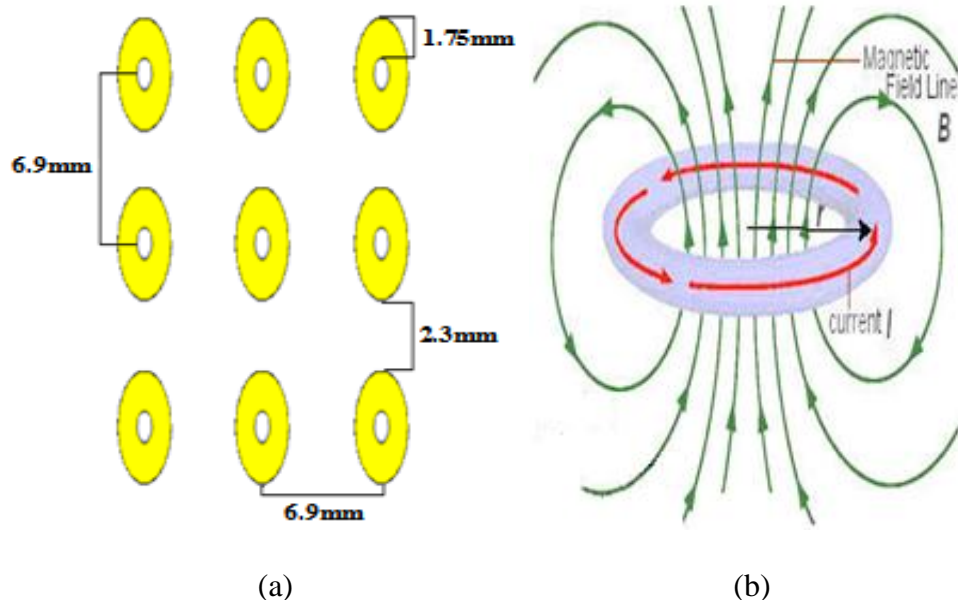 1.75mm
6.9mm
2.3mm
6.9mm
(a)
Magnetic
Field Line
B
r
current I
(b)